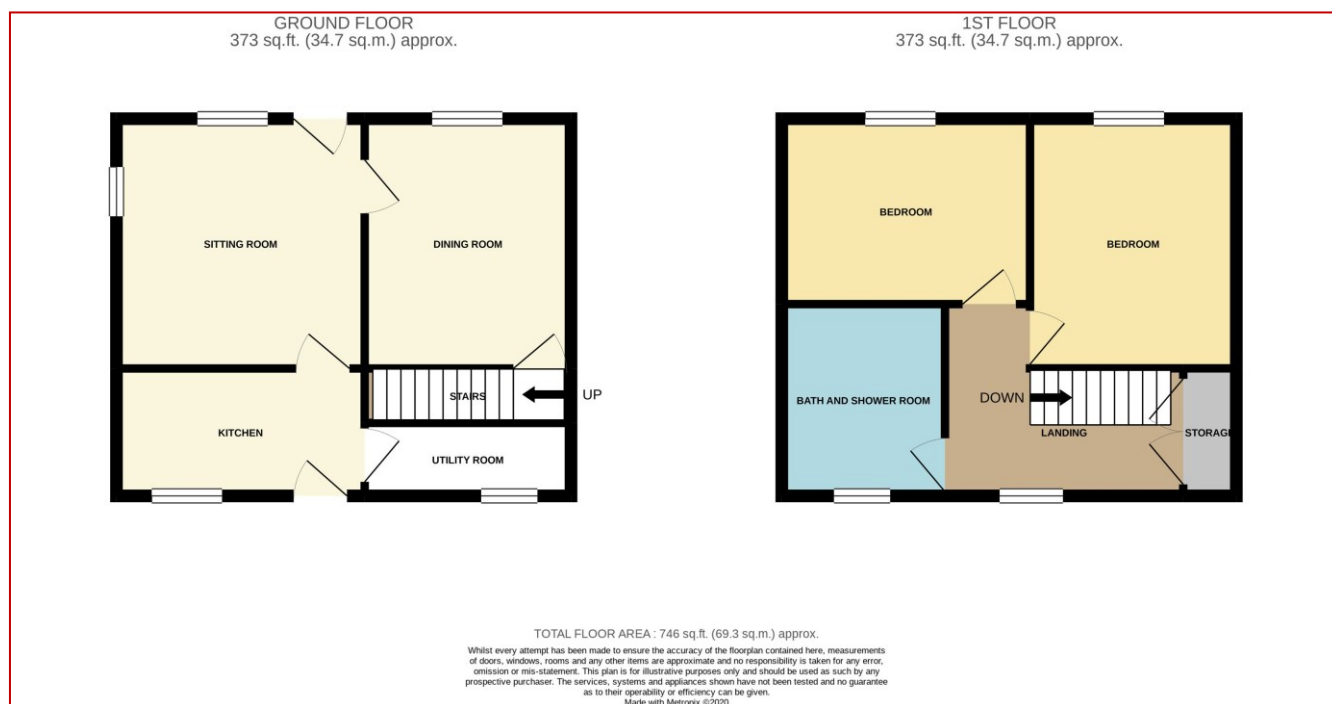 GROUND FLOOR
373 sq.ft. (34.7 sq.m.) approx.
SITTING ROOM
DINING ROOM
KITCHEN
STAIRS
UP
UTILITY ROOM
1ST FLOOR
373 sq.ft. (34.7 sq.m.) approx.
BEDROOM
BEDROOM
BATH AND SHOWER ROOM
DOWN
LANDING
STORAGE
TOTAL FLOOR AREA : 746 sq.ft. (69.3 sq.m.) approx.
Whilst every attempt has been made to ensure the accuracy of the floorplan contained here, measurements
of doors, windows, rooms and any other items are approximate and no responsibility is taken for any error,
omission or mis-statement. This plan is for illustrative purposes only and should be used as such by any
prospective purchaser. The services, systems and appliances shown have not been tested and no guarantee
as to their operability or efficiency can be given.
Made with Metropix ©2020